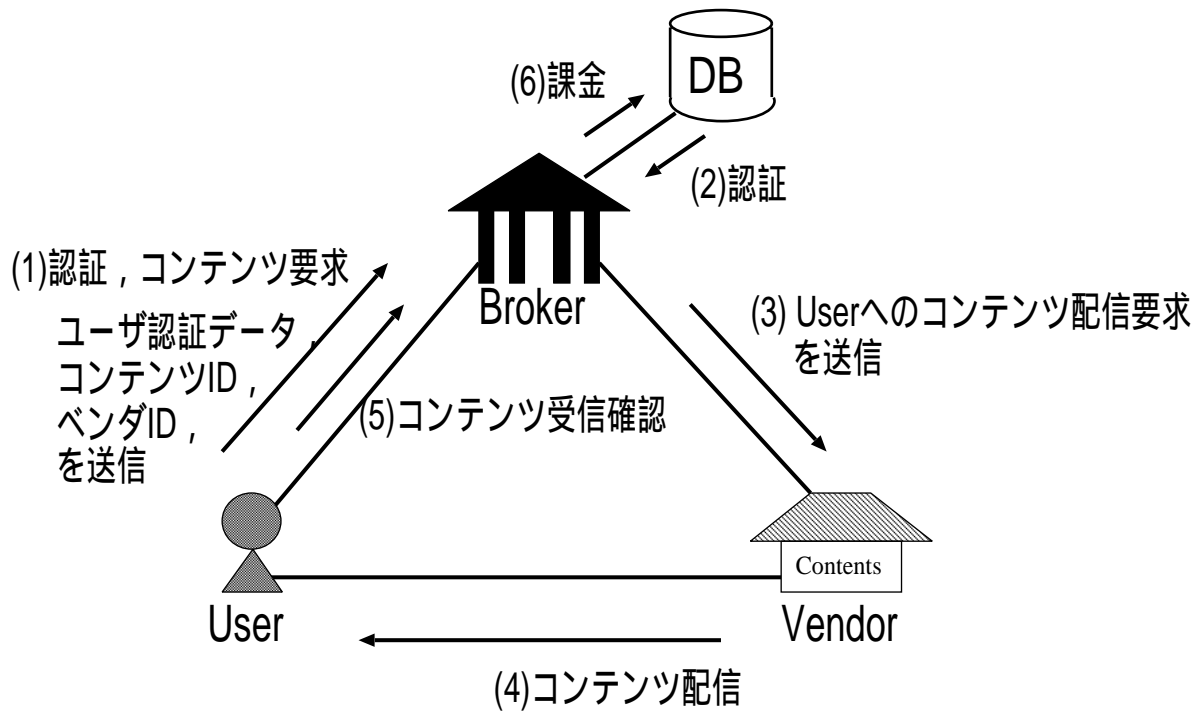 DB
(6)課金
(2)認証
(1)認証，コンテンツ要求
ユーザ認証データ，
コンテンツID，
ベンダID，
を送信
Broker
(3) Userへのコンテンツ配信要求
を送信
(5)コンテンツ受信確認
Contents
User
Vendor
(4)コンテンツ配信